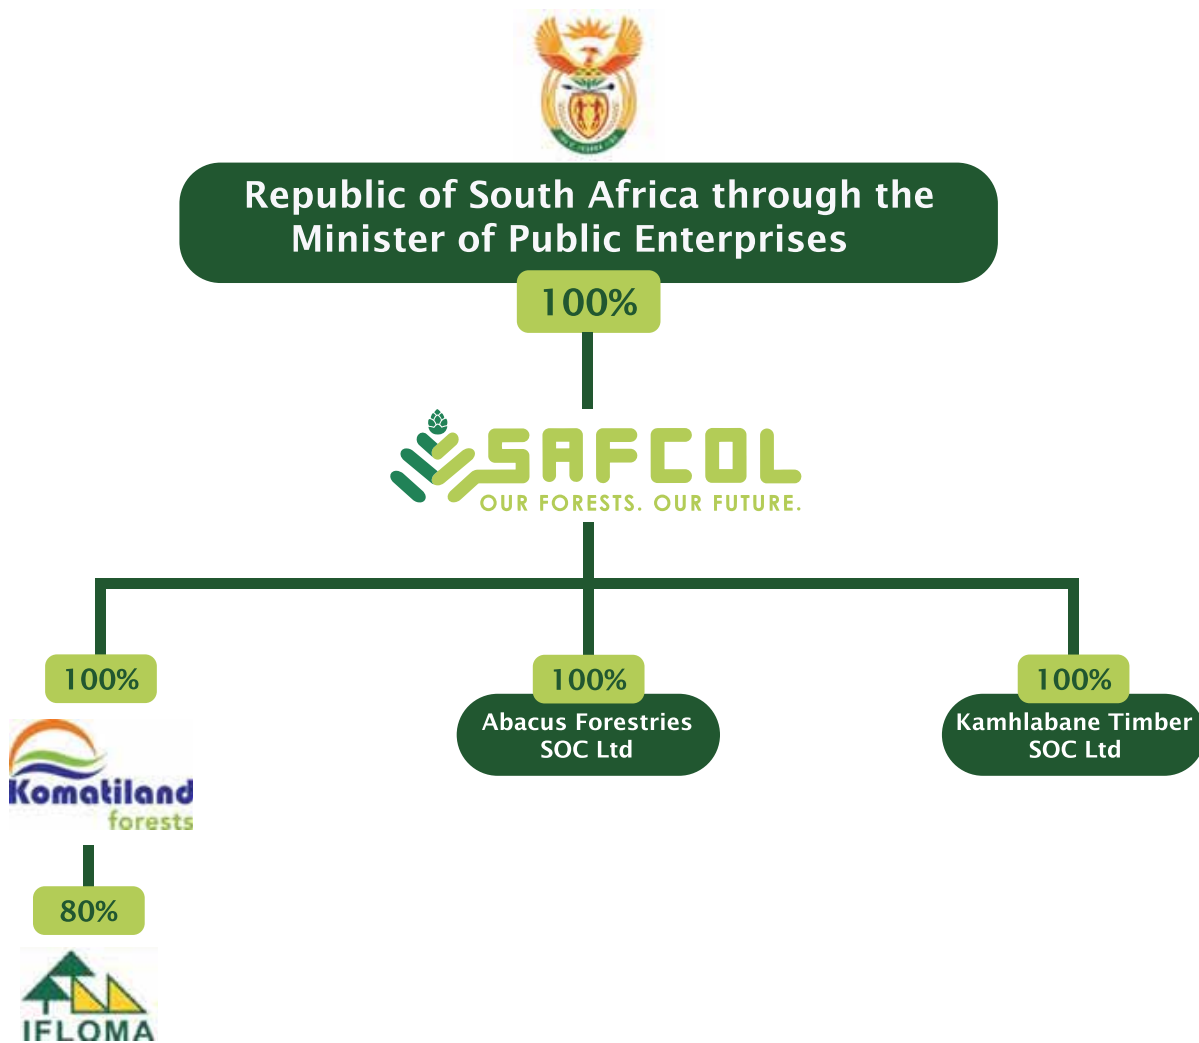 Republic of South Africa through the
Minister of Public Enterprises
100%
SAFCOL
OUR FORESTS. OUR FUTURE.
100%
100%
100%
Komatiland
forests
Abacus Forestries
SOC Ltd
Kamhlabane Timber
SOC Ltd
80%
IFLOMA